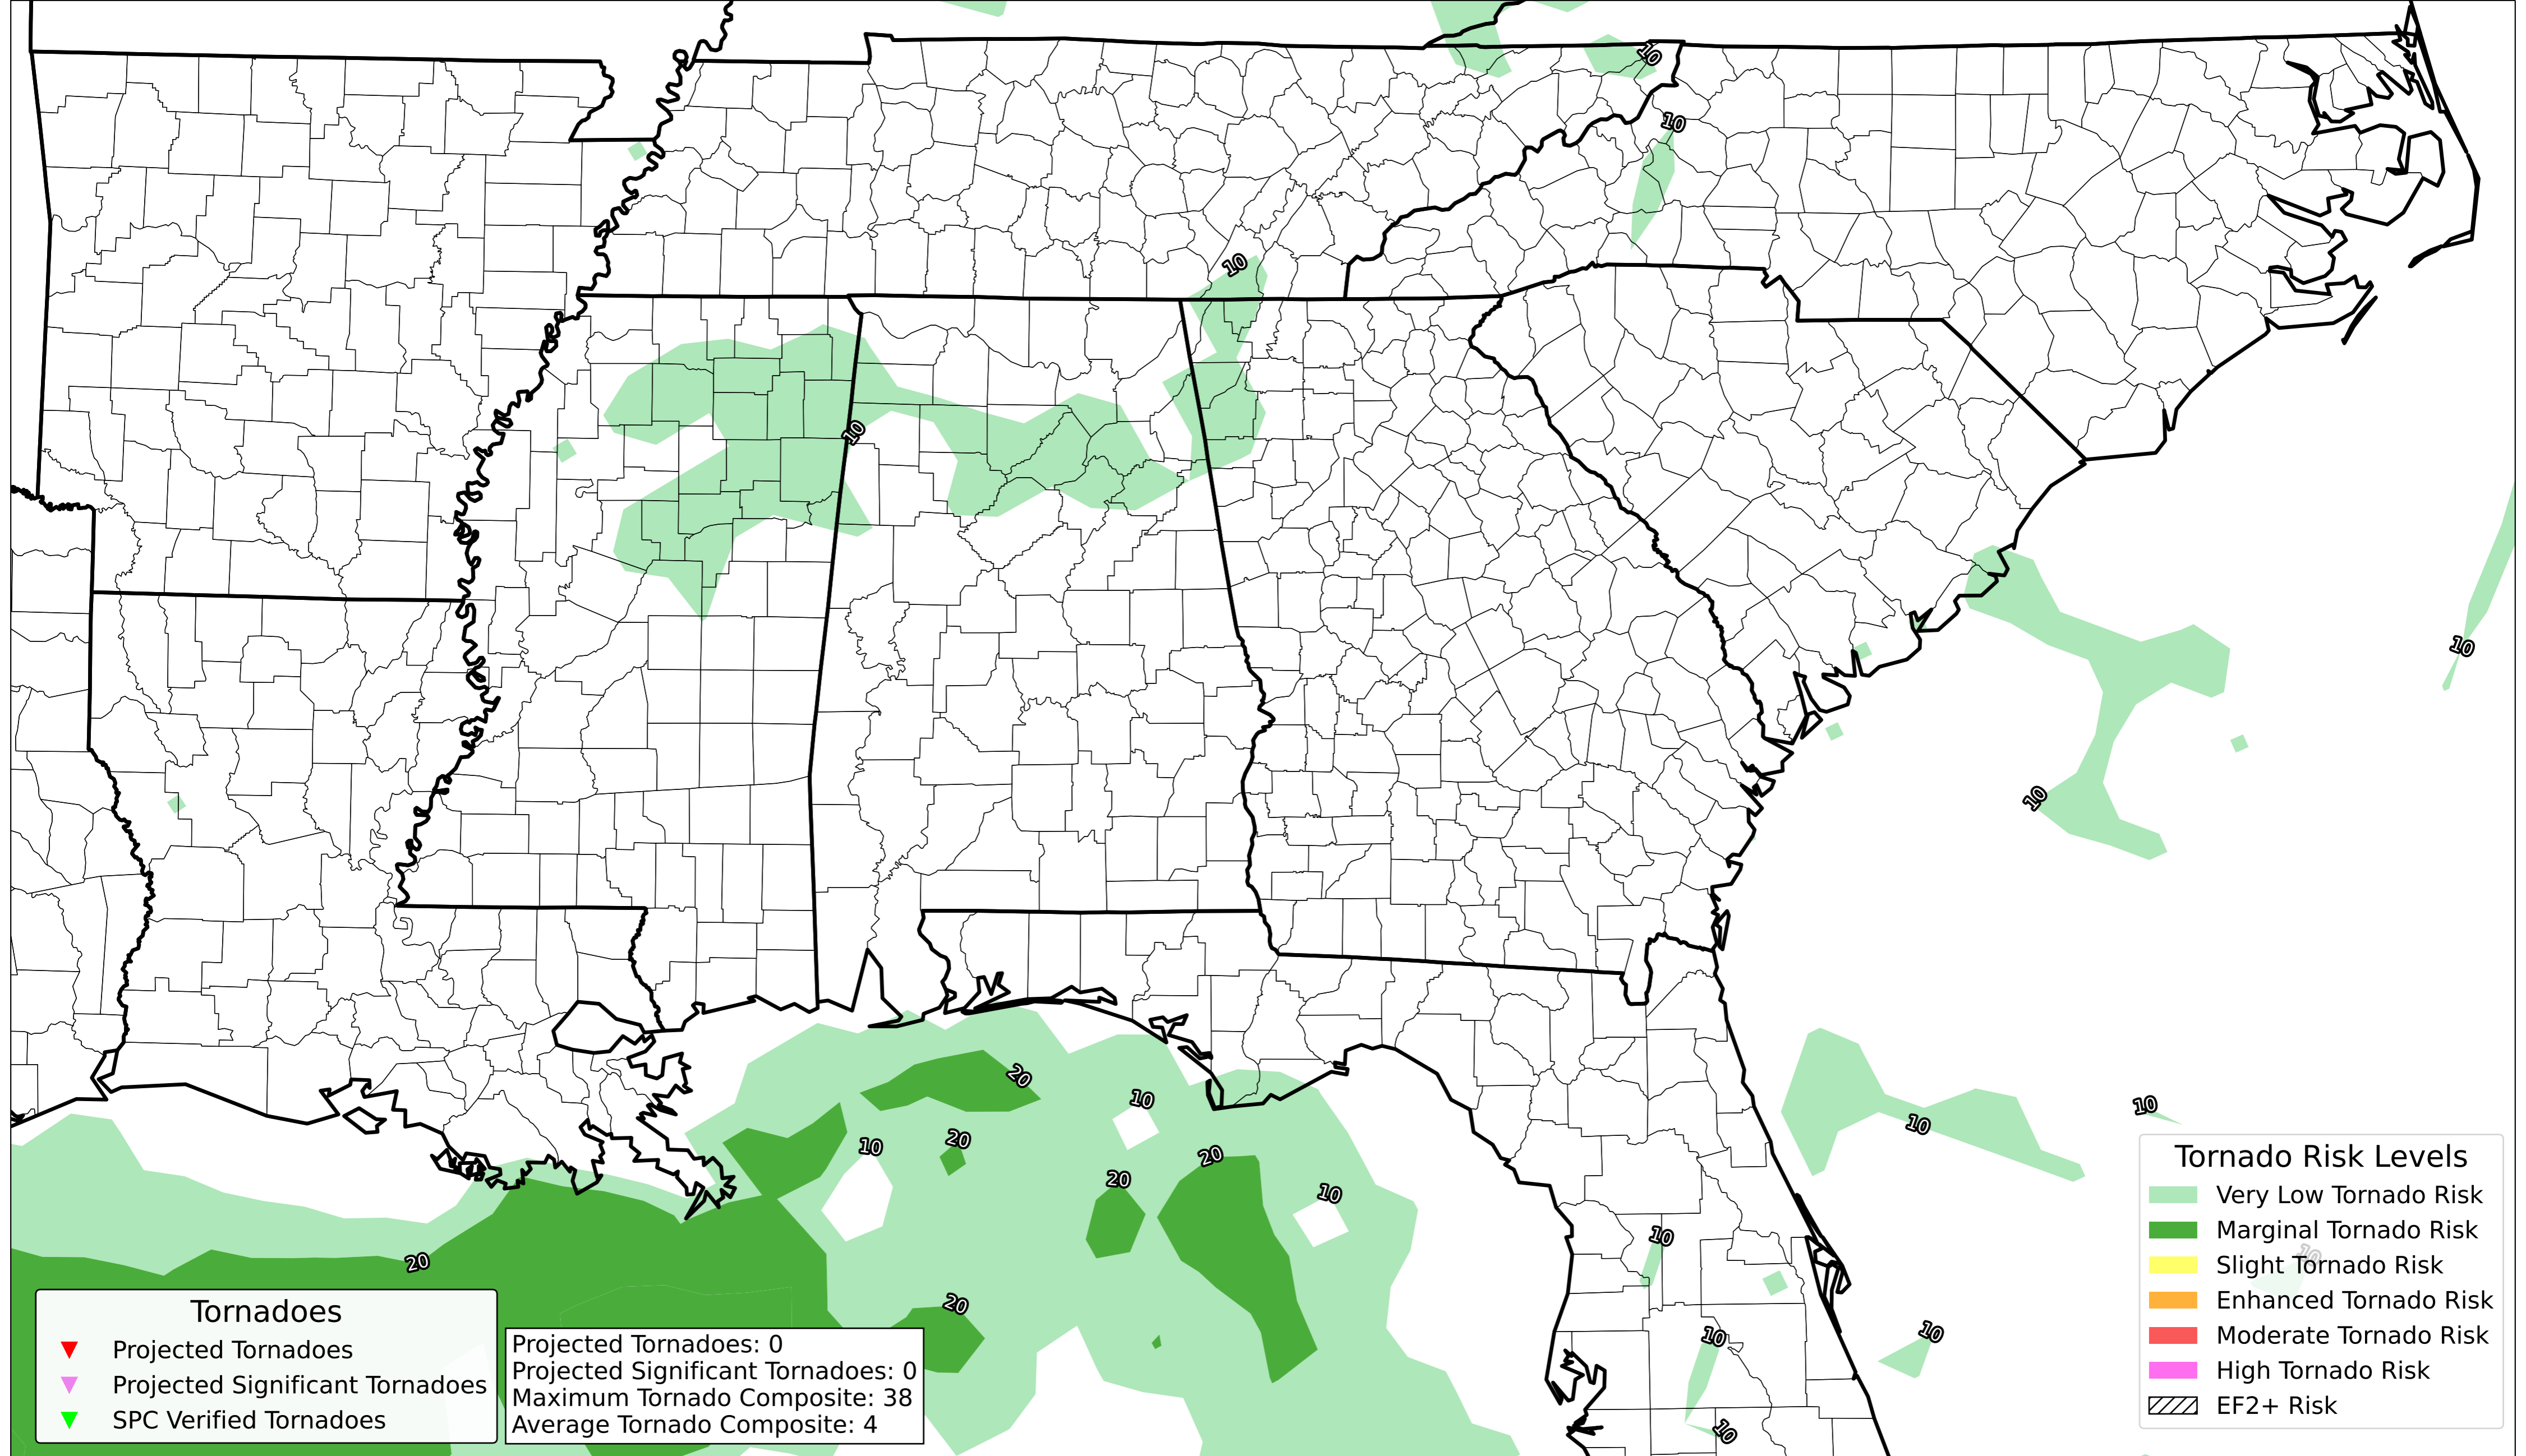 10
10
10
10
10
10
20
10
10
10
20
10
20
20
10
10
20
10
20
10
10
10
Tornado Risk Levels
Very Low Tornado Risk
Marginal Tornado Risk
Slight Tornado Risk
Enhanced Tornado Risk
Moderate Tornado Risk
High Tornado Risk
EF2+ Risk
Tornadoes
Projected Tornadoes
Projected Significant Tornadoes
SPC Verified Tornadoes
Projected Tornadoes: 0
Projected Significant Tornadoes: 0
Maximum Tornado Composite: 38
Average Tornado Composite: 4
10